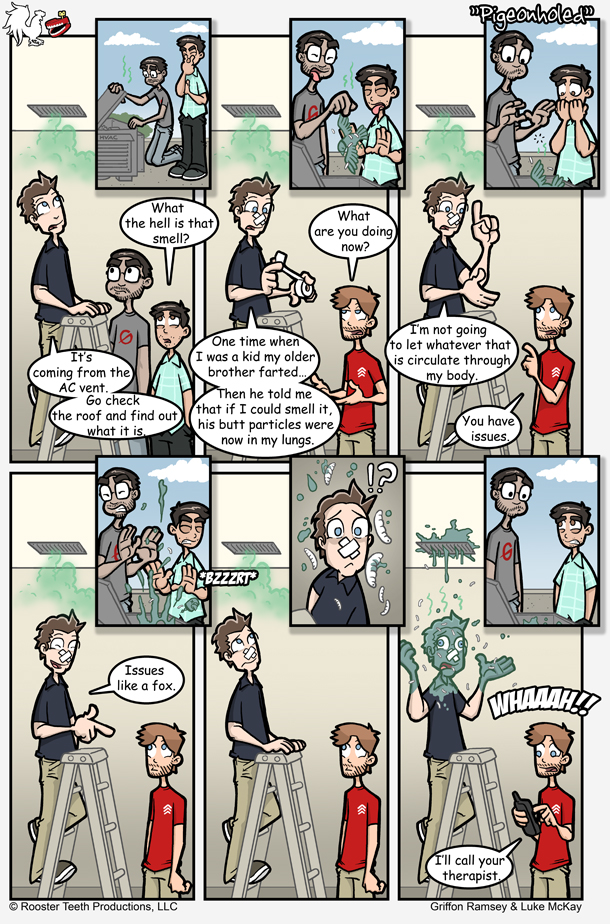 "Pigeonholed"
HVAC
What
the hell is that
smell?
It's
coming from the
AC vent.
Go check
the roof and find out
what it is.
What
are you doing
now?
One time when
I was a kid my older
brother farted...
Then he told me
that if I could smell it,
his butt particles were
now in my lungs.
I'm not going
to let whatever that
is circulate through
my body.
You have
issues.
*BZZZRT*
Issues
like a fox.
!?
WHAAAH!!
I'll call your
therapist.
© Rooster Teeth Productions, LLC
Griffon Ramsey & Luke McKay